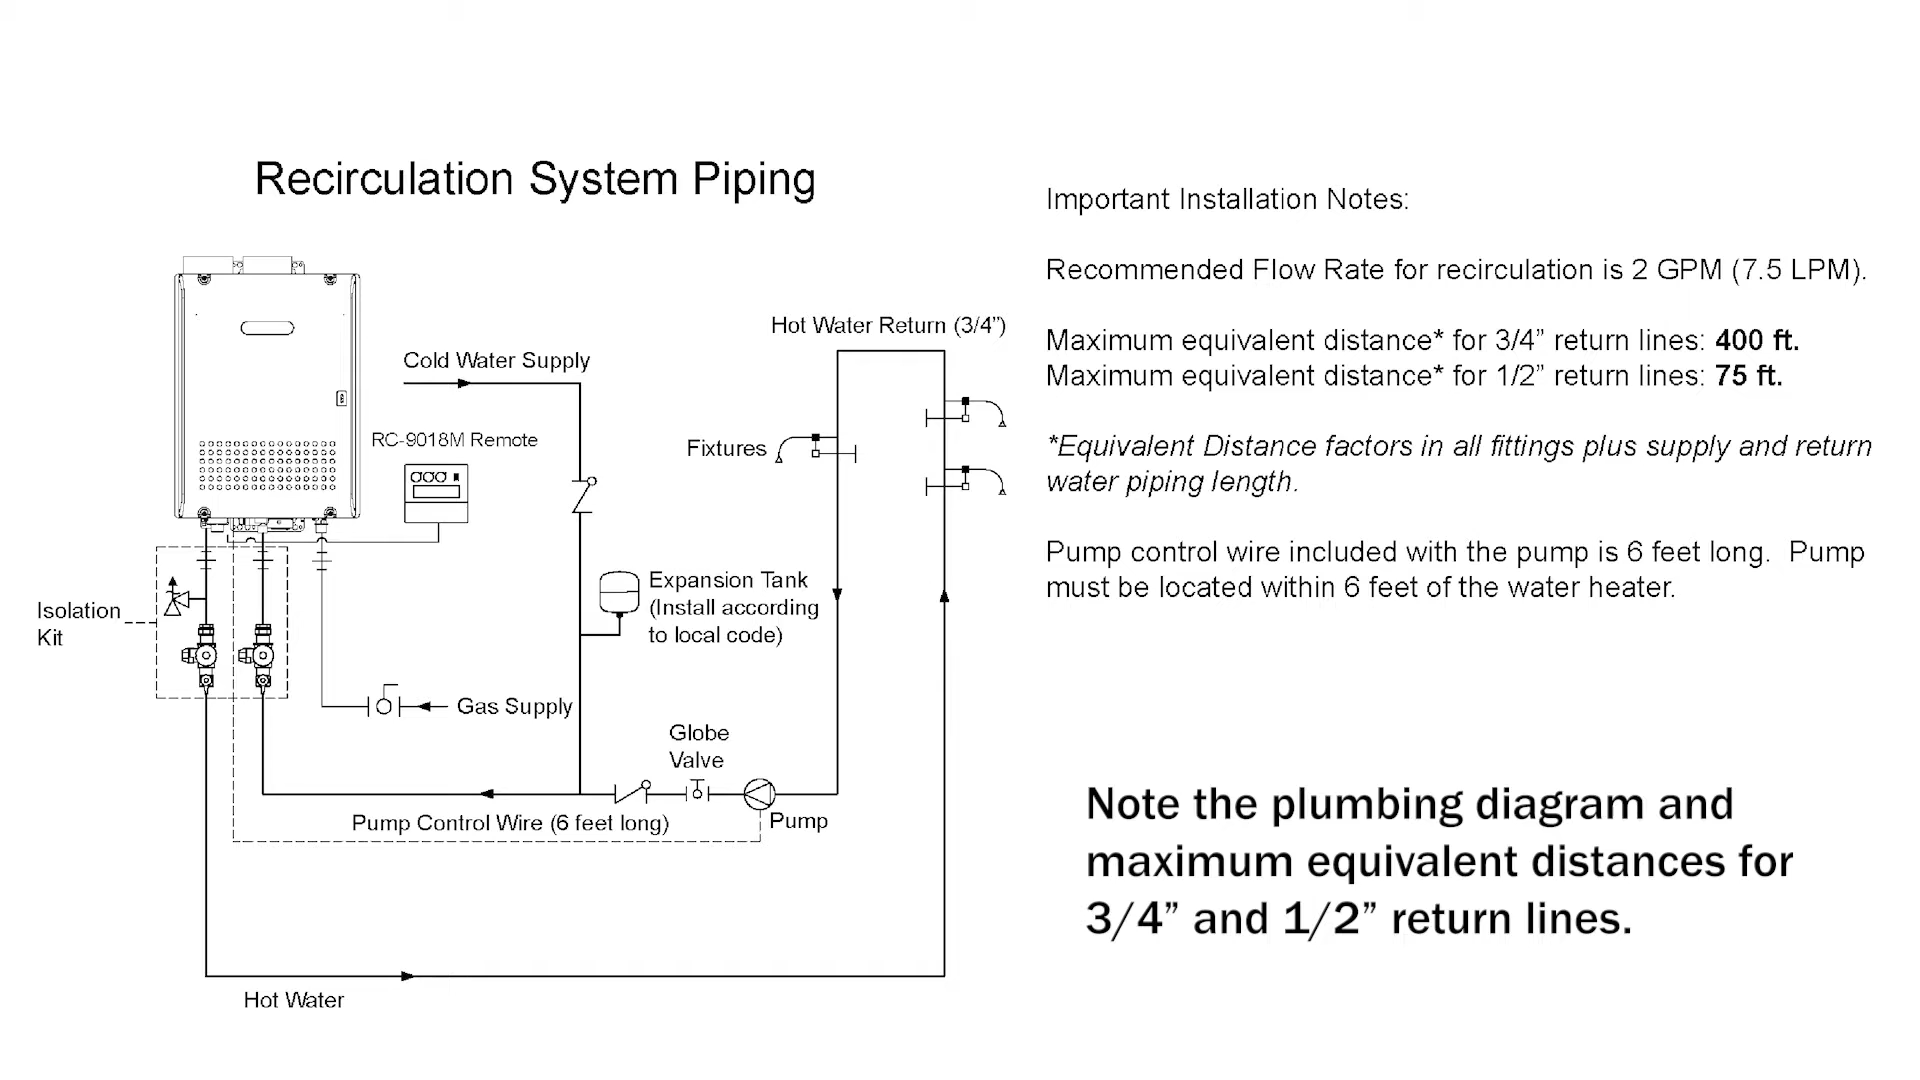 Recirculation System Piping
Important Installation Notes:
Recommended Flow Rate for recirculation is 2 GPM (7.5 LPM).
Maximum equivalent distance* for 3/4” return lines: 400 ft.
Maximum equivalent distance* for 1/2” return lines: 75 ft.
*Equivalent Distance factors in all fittings plus supply and return
water piping length.
Pump control wire included with the pump is 6 feet long. Pump
must be located within 6 feet of the water heater.
Hot Water Return (3/4”)
Cold Water Supply
RC-9018M Remote
Fixtures
Expansion Tank
(Install according
to local code)
Isolation
Kit
Gas Supply
Globe
Valve
Pump Control Wire (6 feet long)
Pump
Hot Water
Note the plumbing diagram and
maximum equivalent distances for
3/4” and 1/2” return lines.